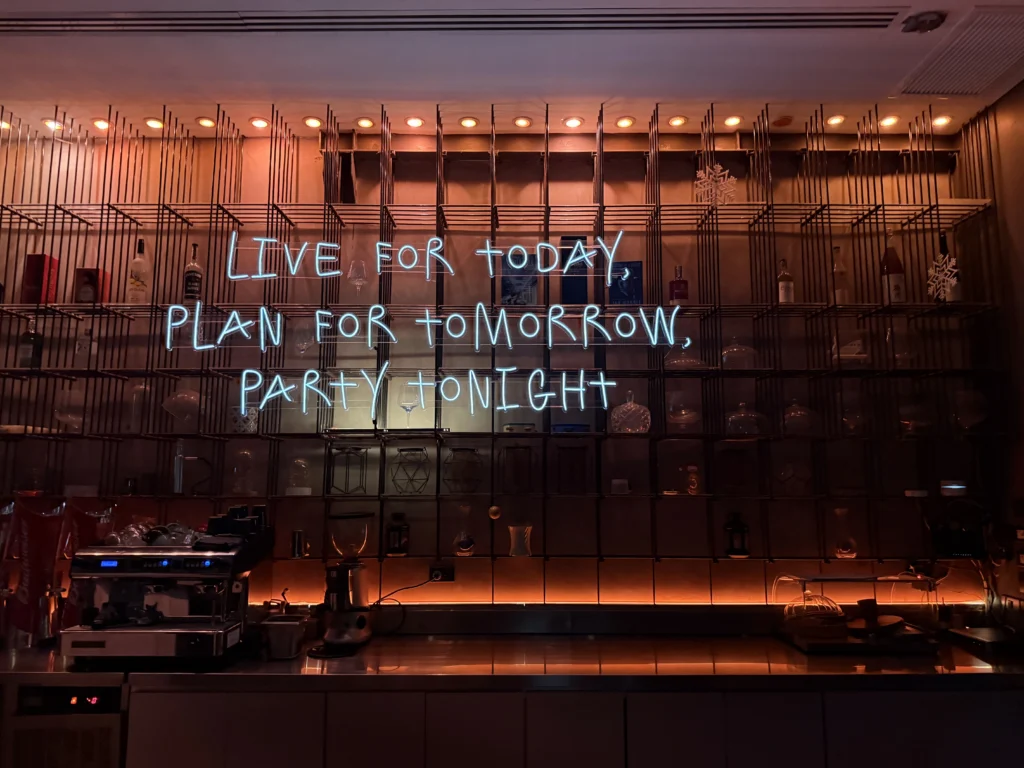 LIVE FOR TODAY,
PLAN FOR TOMORROW,
PARTY TONIGHT